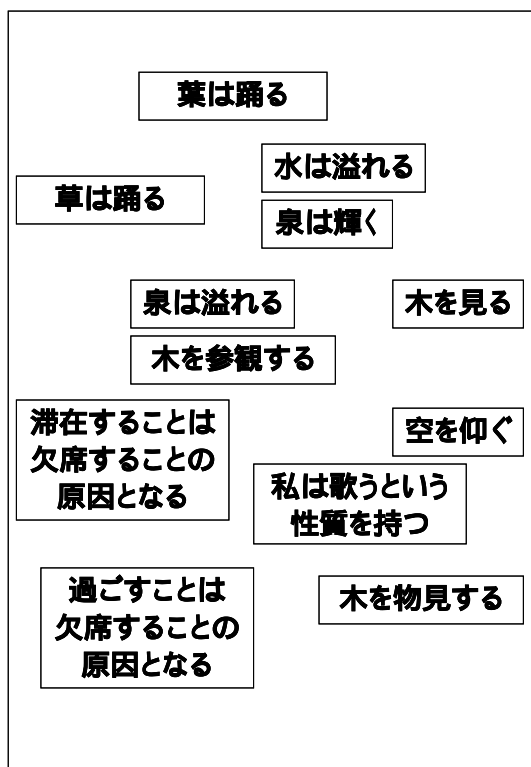 葉は踊る
水は溢れる
草は踊る
泉は輝く
泉は溢れる
木を見る
木を参観する
滞在することは
欠席することの
原因となる
空を仰ぐ
私は歌うという
性質を持つ
過ごすことは
欠席することの
原因となる
木を物見する